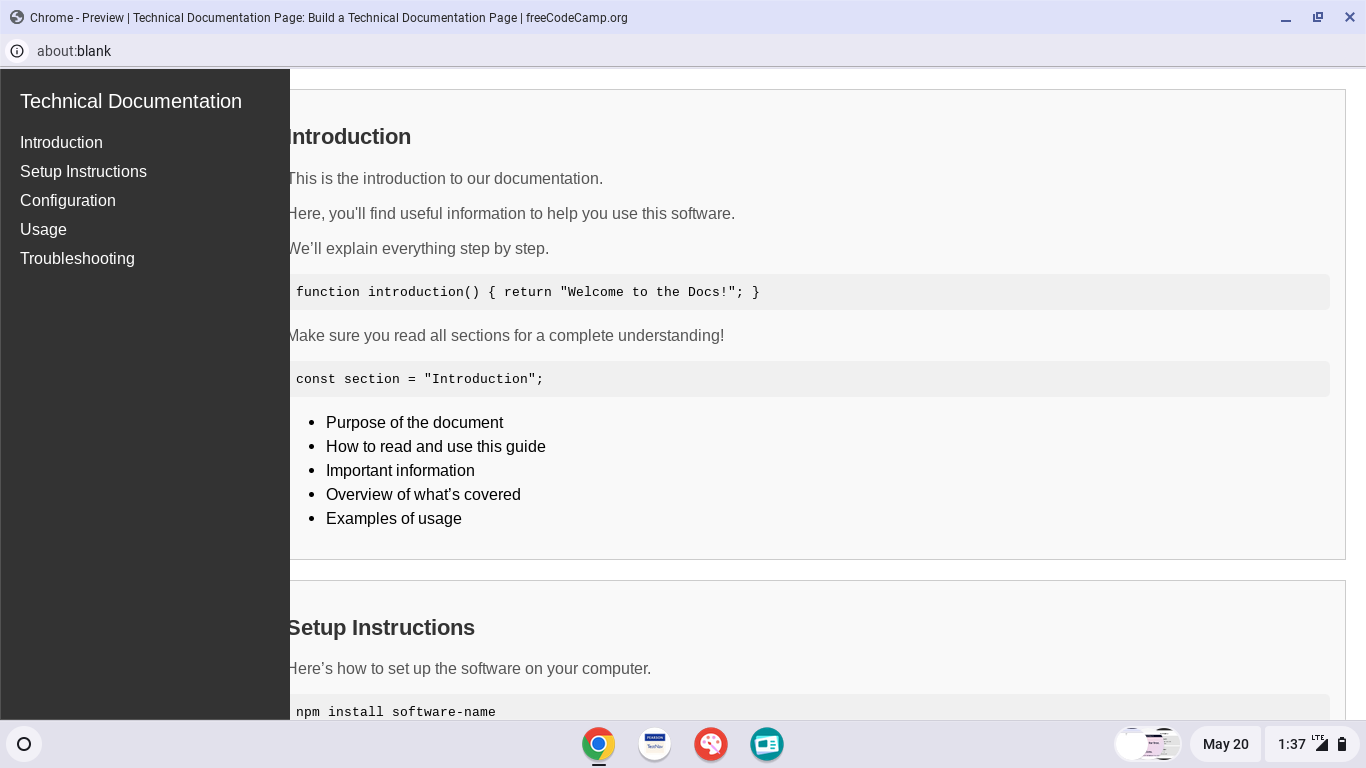 Chrome - Preview | Technical Documentation Page: Build a Technical Documentation Page | freeCodeCamp.org
about:blank
Technical Documentation
Introduction
Setup Instructions
Configuration
Usage
Troubleshooting
Introduction
This is the introduction to our documentation.
Here, you'll find useful information to help you use this software.
We’ll explain everything step by step.
function introduction() { return "Welcome to the Docs!"; }
Make sure you read all sections for a complete understanding!
const section = "Introduction";
• Purpose of the document
• How to read and use this guide
• Important information
• Overview of what’s covered
• Examples of usage
Setup Instructions
Here’s how to set up the software on your computer.
npm install software-name
PEARSON
TestNav
May 20
1:37
LTE